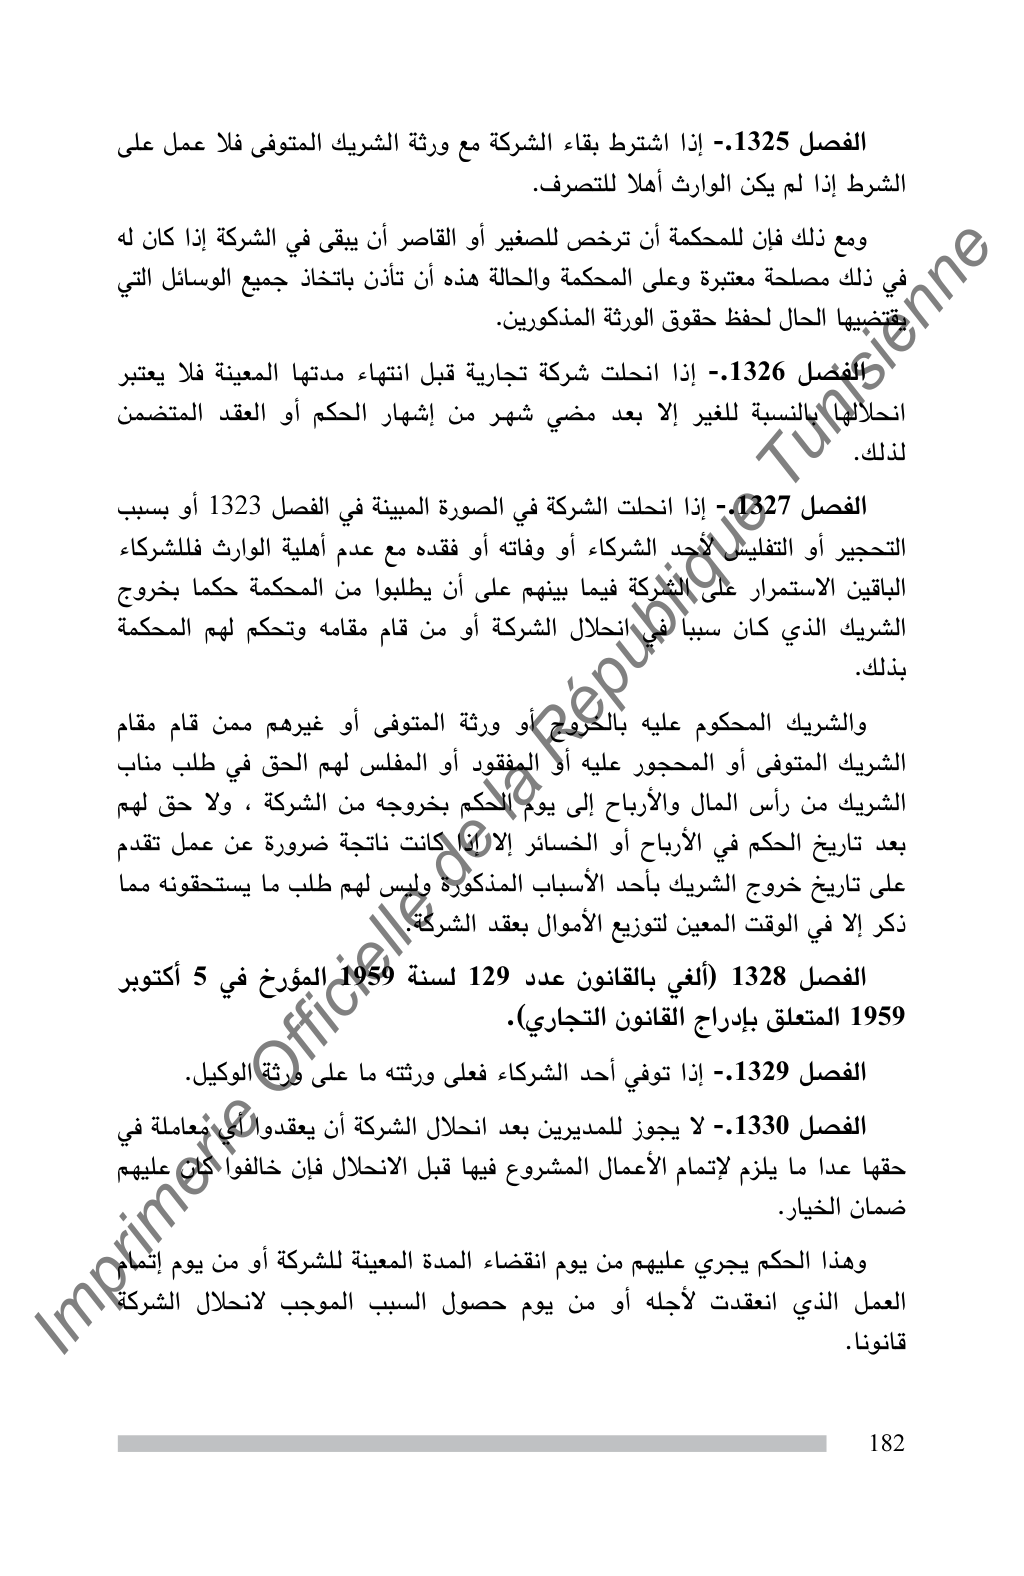 الفصل 1325.- إذا اشترط بقاء الشركة مع ورثة الشريك المتوفى فلا عمل على
الشرط إذا لم يكن الوارث أهلا للتصرف.
ومع ذلك فإن للمحكمة أن ترخص للصغير أو القاصر أن يبقى في الشركة إذا كان له
في ذلك مصلحة معتبرة وعلى المحكمة والحالة هذه أن تأذن باتخاذ جميع الوسائل التي
يقتضيها الحال لحفظ حقوق الورثة المذكورين.
الفصل 1326.- إذا انحلت شركة تجارية قبل انتهاء مدتها المعينة فلا يعتبر
انحلالها بالنسبة للغير إلا بعد مضي شهر من إشهار الحكم أو العقد المتضمن
لذلك.
الفصل 1327.- إذا انحلت الشركة في الصورة المبينة في الفصل 1323 أو بسبب
التحجير أو التفليس لأحد الشركاء أو وفاته أو فقده مع عدم أهلية الوارث فللشركاء
الباقين الاستمرار على الشركة فيما بينهم على أن يطلبوا من المحكمة حكما بخروج
الشريك الذي كان سببا في انحلال الشركة أو من قام مقامه وتحكم لهم المحكمة
بذلك.
والشريك المحكوم عليه بالخروج أو ورثة المتوفى أو غيرهم ممن قام مقام
الشريك المتوفى أو المحجور عليه أو المفقود أو المفلس لهم الحق في طلب مناب
الشريك من رأس المال والأرباح إلى يوم الحكم بخروجه من الشركة ، ولا حق لهم
بعد تاريخ الحكم في الأرباح أو الخسائر إلا إذا كانت ناتجة ضرورة عن عمل تقدم
على تاريخ خروج الشريك بأحد الأسباب المذكورة وليس لهم طلب ما يستحقونه مما
ذكر إلا في الوقت المعين لتوزيع الأموال بعقد الشركة.
الفصل 1328 (ألغي بالقانون عدد 129 لسنة 1959 المؤرخ في 5 أكتوبر
1959 المتعلق بإدراج القانون التجاري).
الفصل 1329.- إذا توفي أحد الشركاء فعلى ورثته ما على ورثة الوكيل.
الفصل 1330.- لا يجوز للمديرين بعد انحلال الشركة أن يعقدوا أي معاملة في
حقها عدا ما يلزم لإتمام الأعمال المشروع فيها قبل الانحلال فإن خالفوا كان عليهم
ضمان الخيار.
وهذا الحكم يجري عليهم من يوم انقضاء المدة المعينة للشركة أو من يوم إتمام
العمل الذي انعقدت لأجله أو من يوم حصول السبب الموجب لانحلال الشركة
قانونا.
182
Imprimerie Officielle de la République Tunisienne